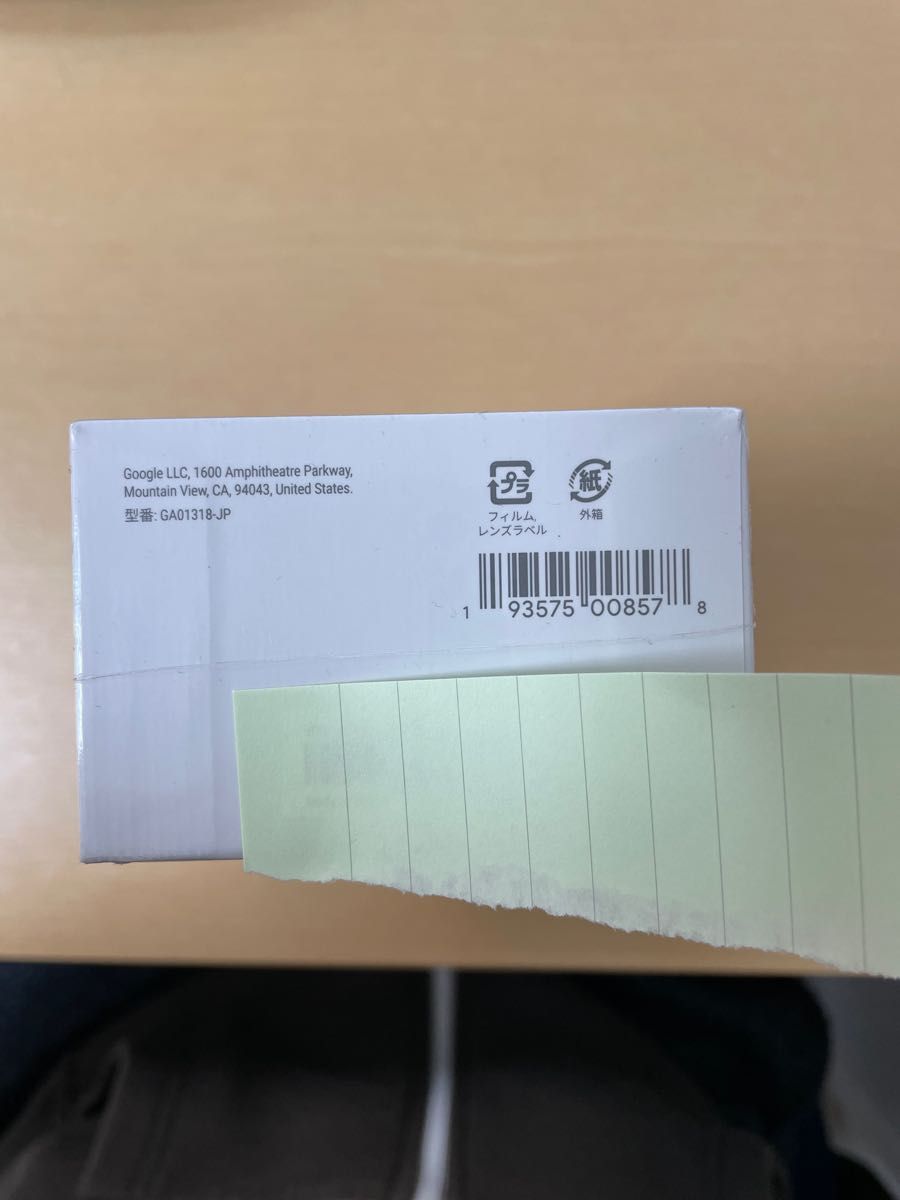 Google LLC, 1600 Amphitheatre Parkway,
Mountain View, CA, 94043, United States.
型番: GA01318-JP
プラ
紙
フィルム,
レンズラベル
外箱
1 93575 00857 8